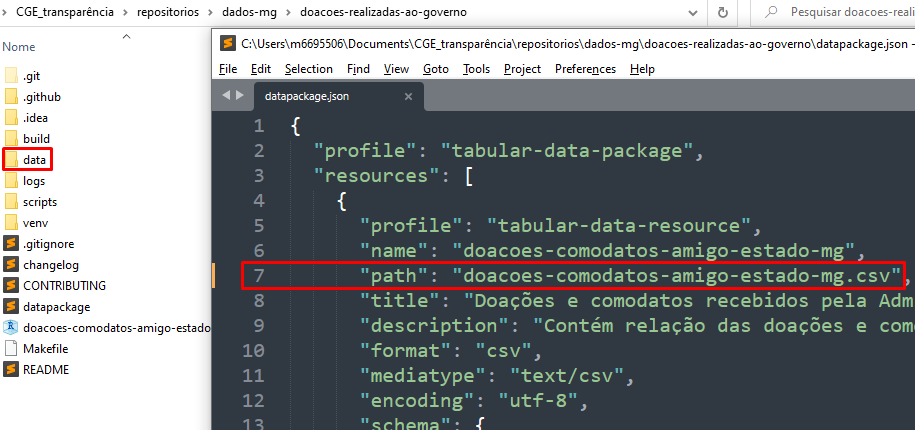 CGE_transparência > repositorios > dados-mg > doacoes-realizadas-ao-governo
Pesquisar doacoes-reali
Nome
.git
.github
.idea
build
data
logs
scripts
venv
.gitignore
changelog
CONTRIBUTING
datapackage
doacoes-comodatos-amigo-estado
Makefile
README
C:\Users\m6695506\Documents\CGE_transparência\repositorios\dados-mg\doacoes-realizadas-ao-governo\datapackage.json -
File Edit Selection Find View Goto Tools Project Preferences Help
datapackage.json ×
1 {
2 "profile": "tabular-data-package",
3 "resources": [
4 {
5 "profile": "tabular-data-resource",
6 "name": "doacoes-comodatos-amigo-estado-mg",
7 "path": "doacoes-comodatos-amigo-estado-mg.csv",
8 "title": "Doações e comodatos recebidos pela Adm
9 "description": "Contém relação das doações e com
10 "format": "csv",
11 "mediatype": "text/csv",
12 "encoding": "utf-8",
13 "schema": {